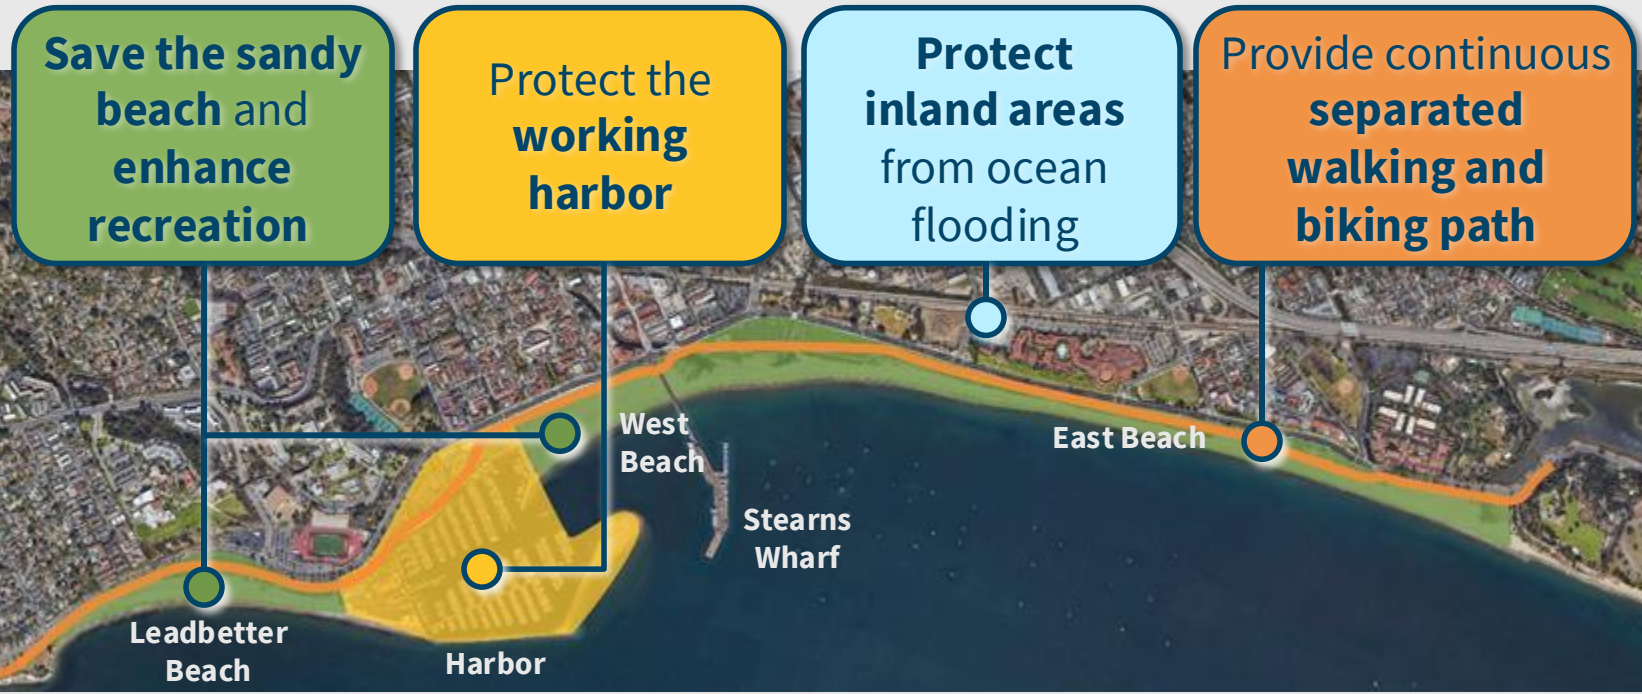 Save the sandy
beach and
enhance
recreation
Protect the
working
harbor
Protect
inland areas
from ocean
flooding
Provide continuous
separated
walking and
biking path
West
Beach
East Beach
Stearns
Wharf
Leadbetter
Beach
Harbor